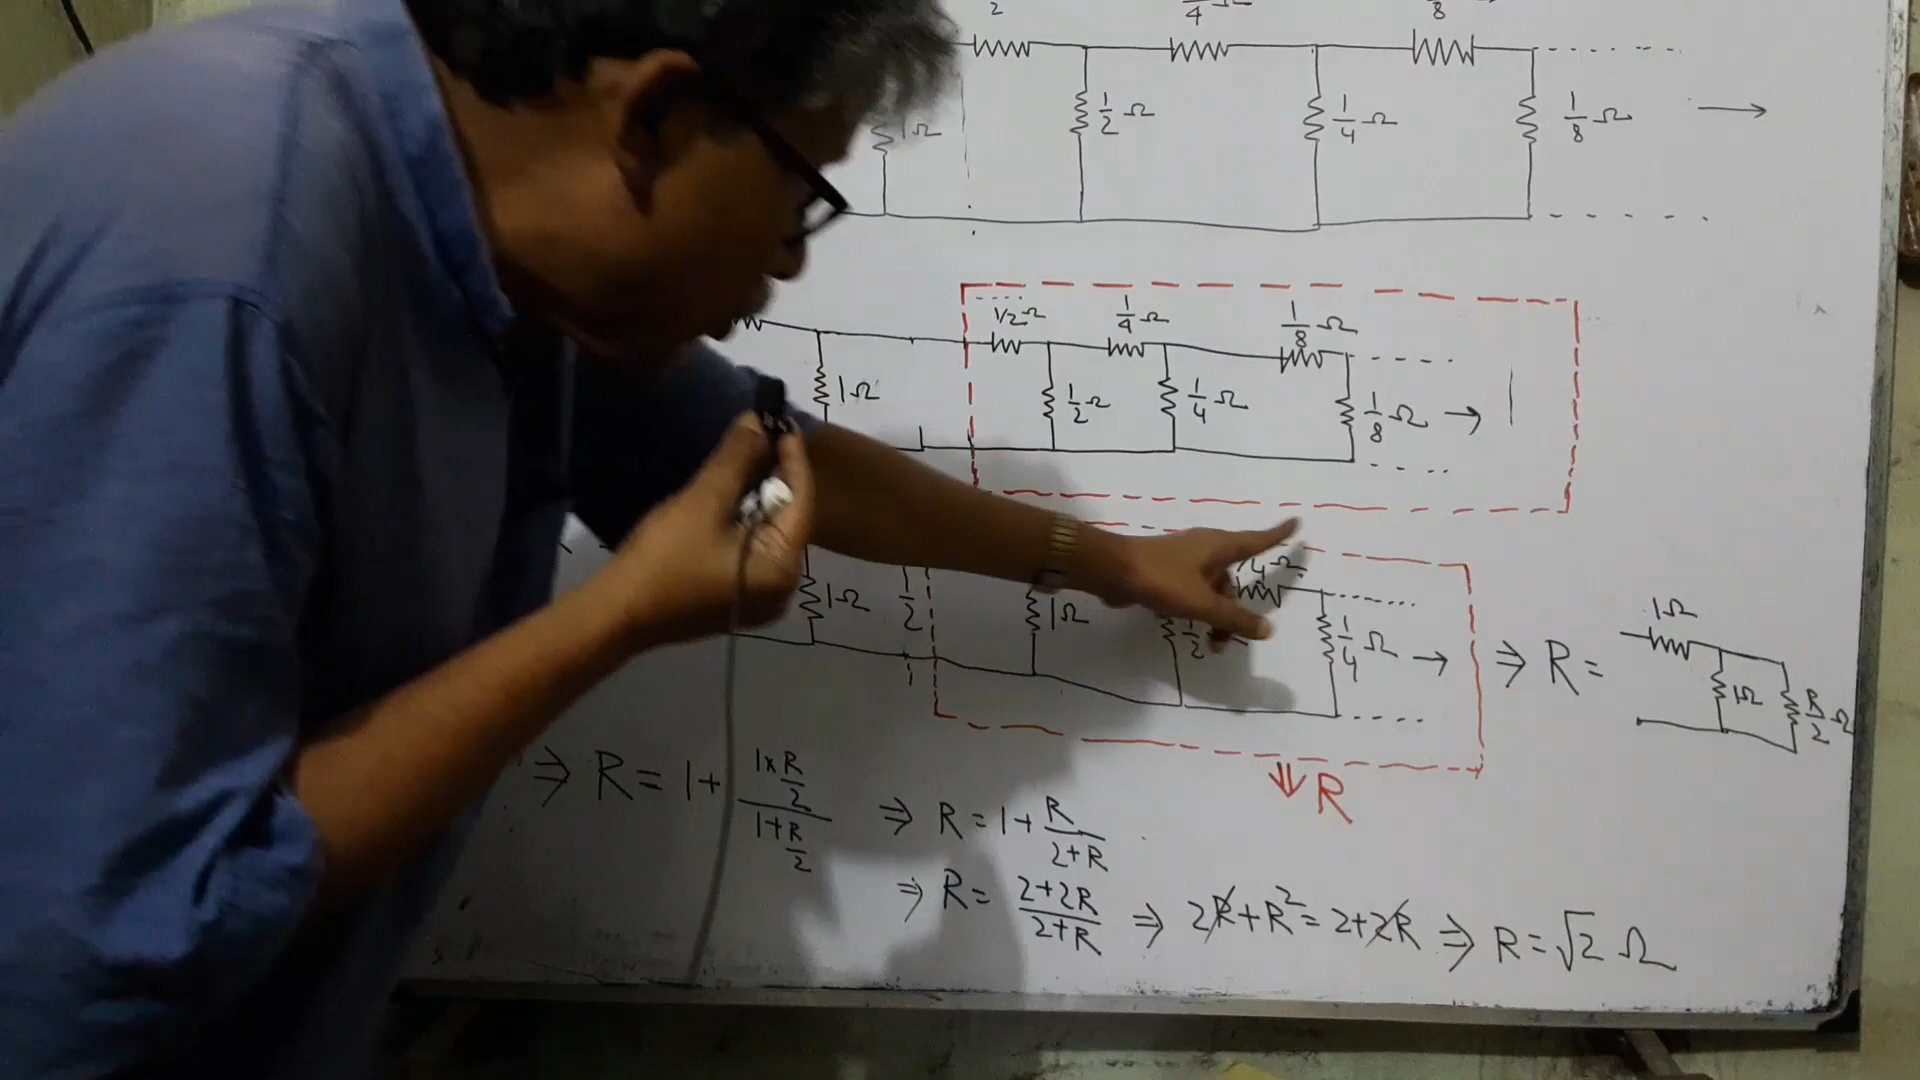 2 4 Ω 8
1Ω 1/2 Ω 1/4 Ω 1/8 Ω →
1/2 Ω 1/4 Ω 1/8 Ω
1Ω 1/2 Ω 1/4 Ω 1/8 Ω →
1/4 Ω
1Ω 1/2 1Ω 1/2 1/4 Ω → ⇒ R = 1Ω 1Ω R/2 Ω
⇓ R
⇒ R = 1 + (1×R/2)/(1+R/2) ⇒ R = 1 + R/(2+R)
⇒ R = (2+2R)/(2+R) ⇒ 2R + R² = 2+2R ⇒ R = √2 Ω